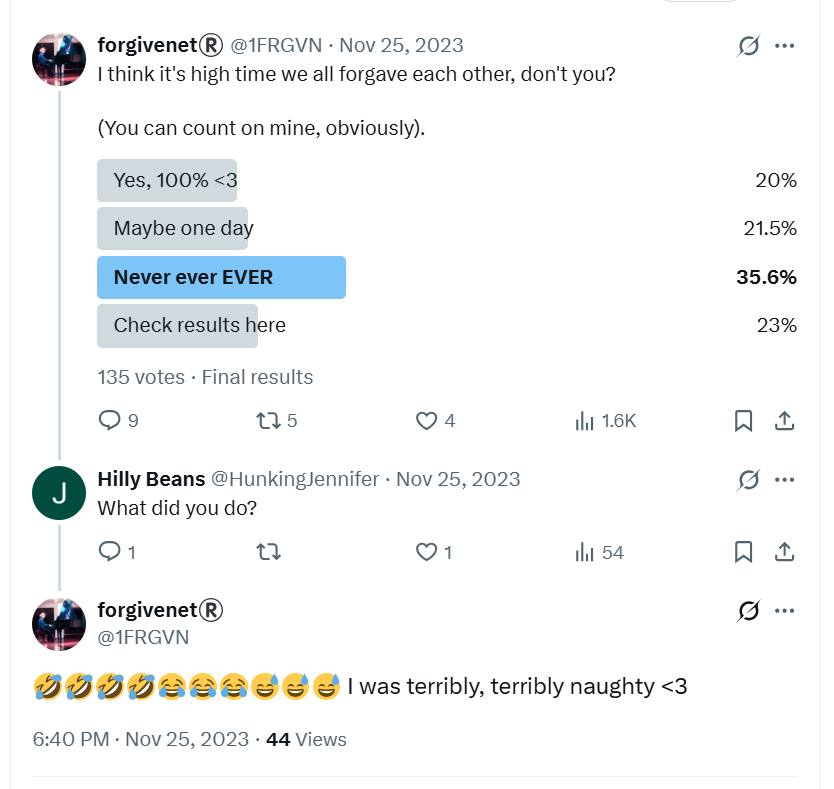 forgivenet® @1FRGVN · Nov 25, 2023
I think it's high time we all forgave each other, don't you?
(You can count on mine, obviously).
Yes, 100% <3 20%
Maybe one day 21.5%
Never ever EVER 35.6%
Check results here 23%
135 votes · Final results
9 5 4 1.6K
J
Hilly Beans @HunkingJennifer · Nov 25, 2023
What did you do?
1 1 54
forgivenet®
@1FRGVN
🤣🤣🤣🤣😂😂😂😅😅😅 I was terribly, terribly naughty <3
6:40 PM · Nov 25, 2023 · 44 Views